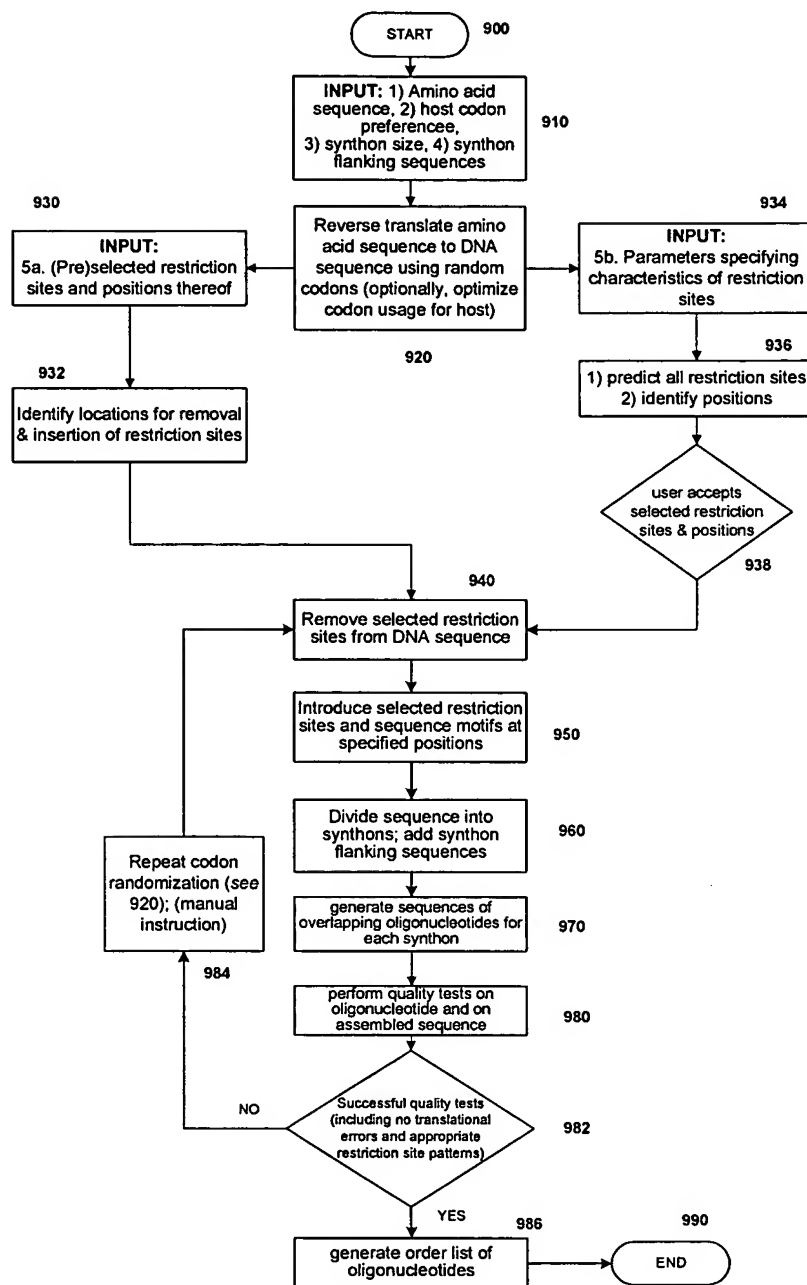 START
900
INPUT: 1) Amino acid
sequence, 2) host codon
preferencee,
3) synthon size, 4) synthon
flanking sequences
910
930
INPUT:
5a. (Pre)selected restriction
sites and positions thereof
Reverse translate amino
acid sequence to DNA
sequence using random
codons (optionally, optimize
codon usage for host)
920
934
INPUT:
5b. Parameters specifying
characteristics of restriction
sites
932
Identify locations for removal
& insertion of restriction sites
936
1) predict all restriction sites
2) identify positions
user accepts
selected restriction
sites & positions
938
940
Remove selected restriction
sites from DNA sequence
Introduce selected restriction
sites and sequence motifs at
specified positions
950
Divide sequence into
synthons; add synthon
flanking sequences
960
Repeat codon
randomization (see
920); (manual
instruction)
984
generate sequences of
overlapping oligonucleotides for
each synthon
970
perform quality tests on
oligonucleotide and on
assembled sequence
980
NO
Successful quality tests
(including no translational
errors and appropriate
restriction site patterns)
982
YES
986
generate order list of
oligonucleotides
990
END